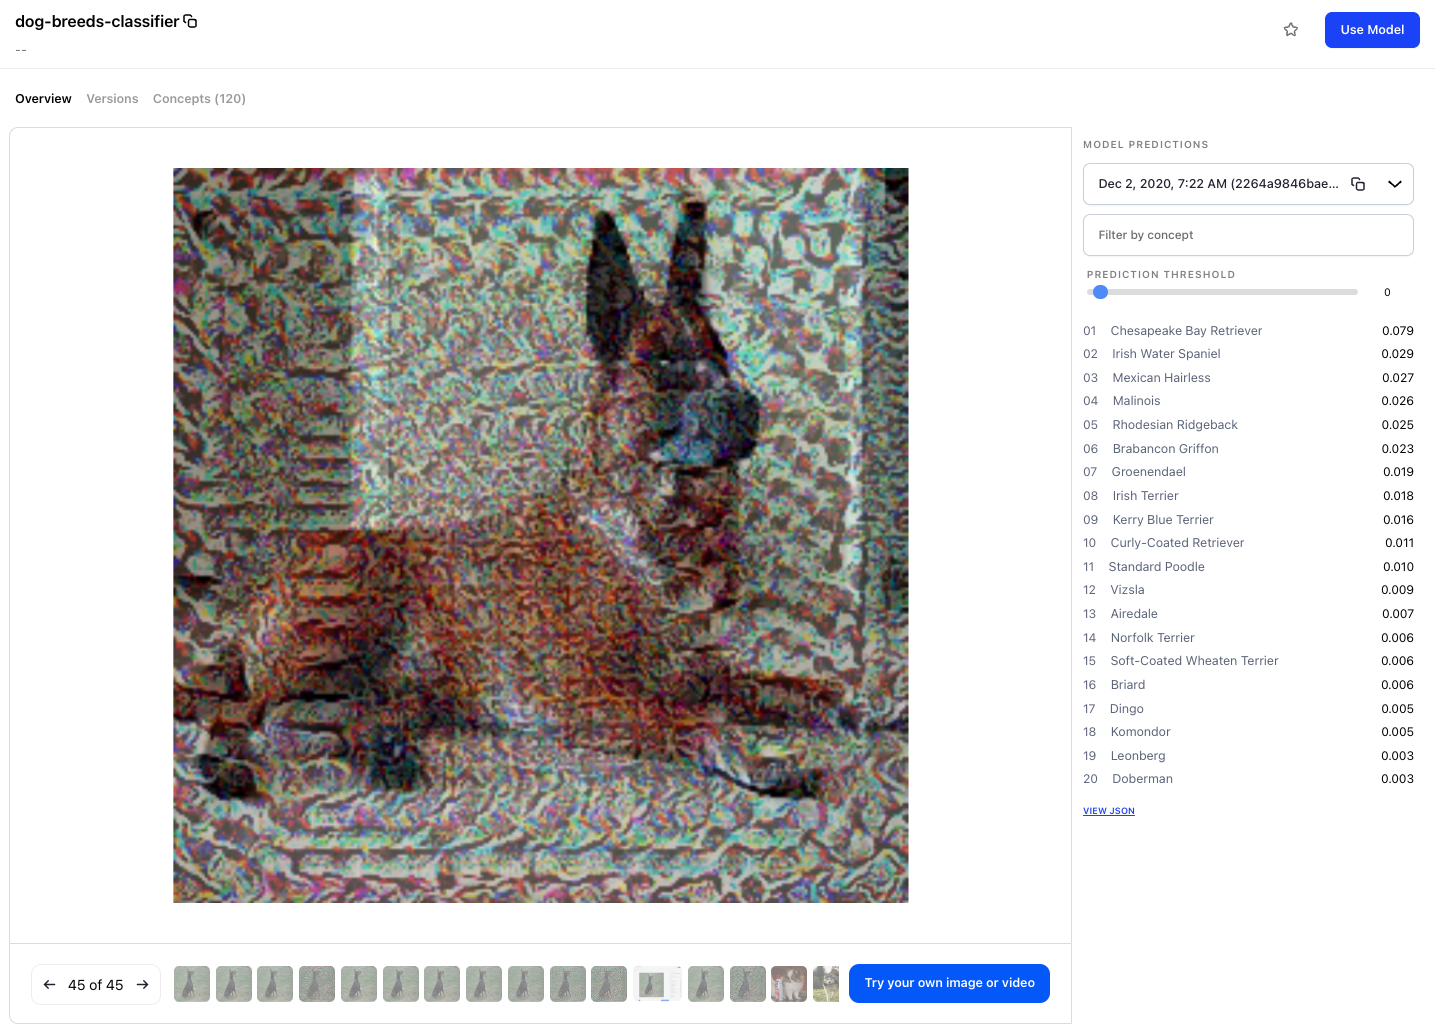 dog-breeds-classifier
--
Use Model
Overview Versions Concepts (120)
MODEL PREDICTIONS
Dec 2, 2020, 7:22 AM (2264a9846bae...
Filter by concept
PREDICTION THRESHOLD
0
01 Chesapeake Bay Retriever 0.079
02 Irish Water Spaniel 0.029
03 Mexican Hairless 0.027
04 Malinois 0.026
05 Rhodesian Ridgeback 0.025
06 Brabancon Griffon 0.023
07 Groenendael 0.019
08 Irish Terrier 0.018
09 Kerry Blue Terrier 0.016
10 Curly-Coated Retriever 0.011
11 Standard Poodle 0.010
12 Vizsla 0.009
13 Airedale 0.007
14 Norfolk Terrier 0.006
15 Soft-Coated Wheaten Terrier 0.006
16 Briard 0.006
17 Dingo 0.005
18 Komondor 0.005
19 Leonberg 0.003
20 Doberman 0.003
VIEW JSON
45 of 45
Try your own image or video